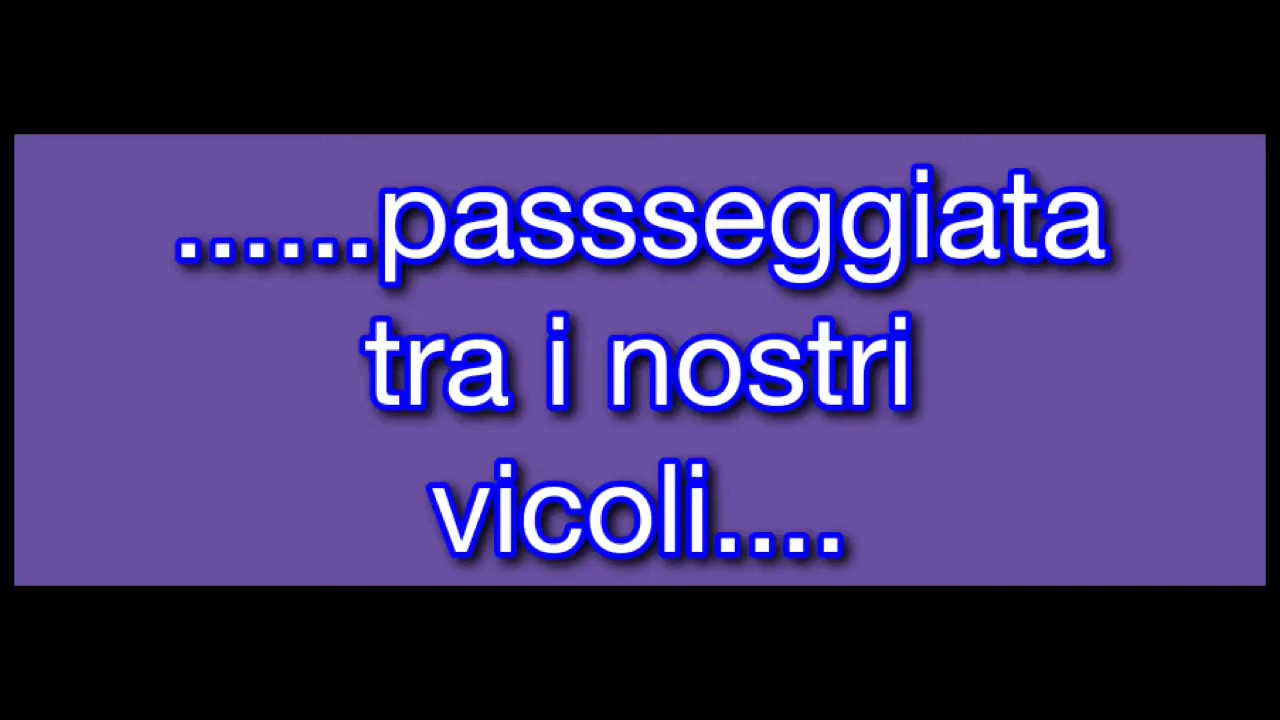 ......passseggiata
tra i nostri
vicoli....